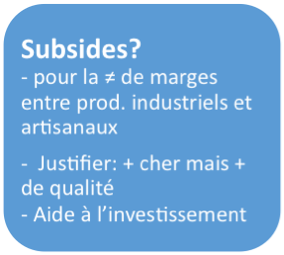 Subsides?
- pour la ≠ de marges
entre prod. industriels et
artisanaux
- Justifier: + cher mais +
de qualité
- Aide à l’investissement